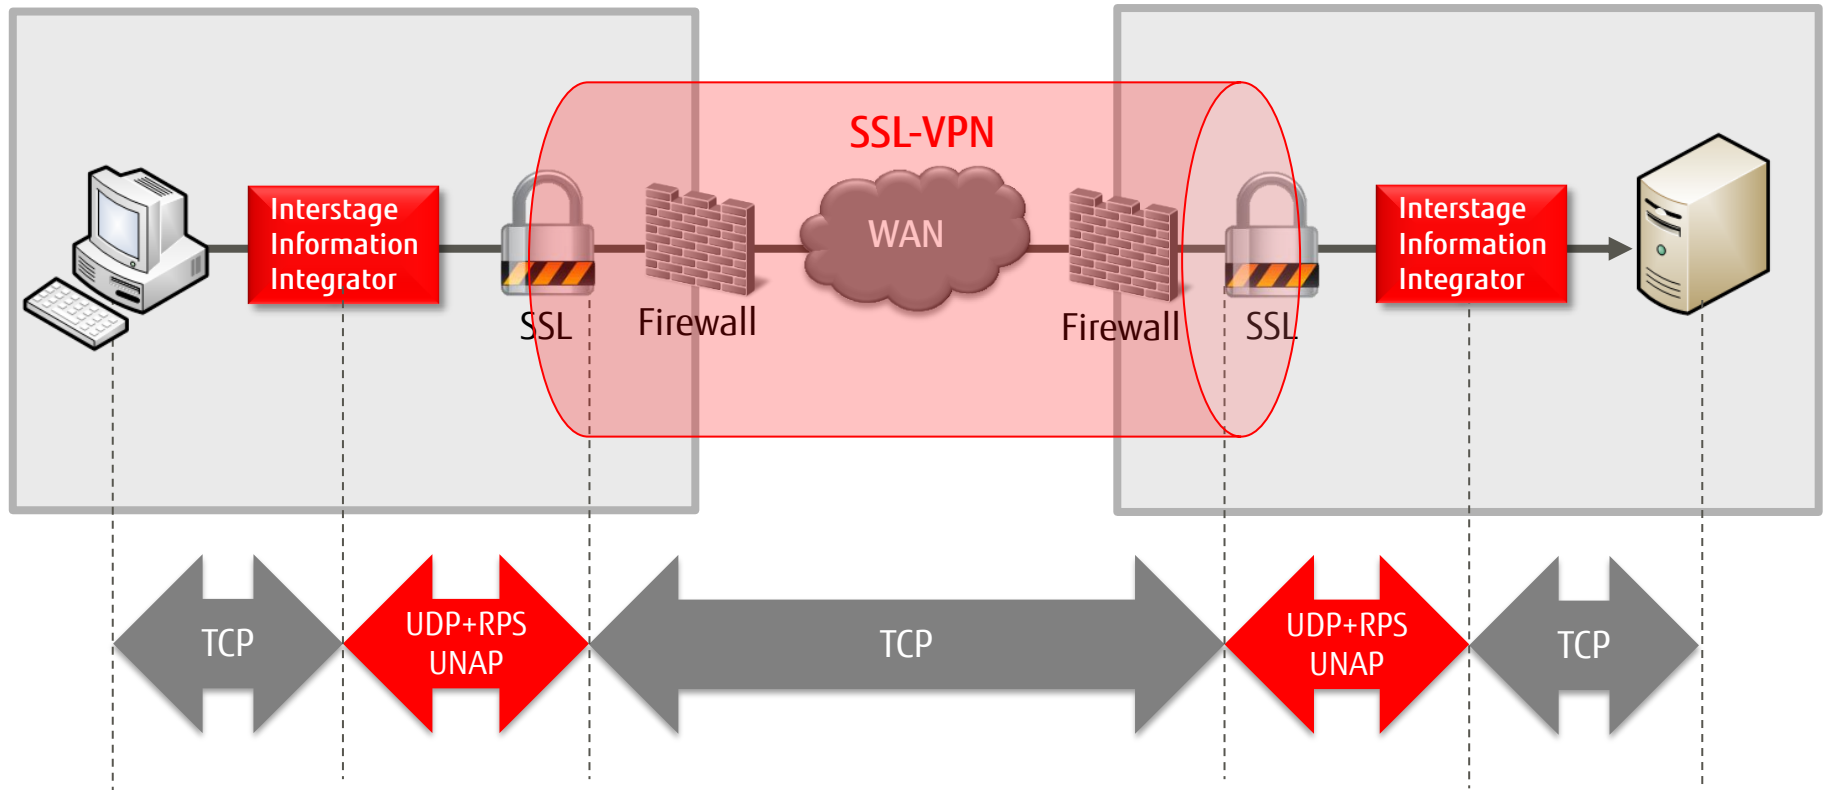 SSL-VPN
Interstage
Information
Integrator
SSL
Firewall
WAN
Firewall
SSL
Interstage
Information
Integrator
TCP
UDP+RPS
UNAP
TCP
UDP+RPS
UNAP
TCP